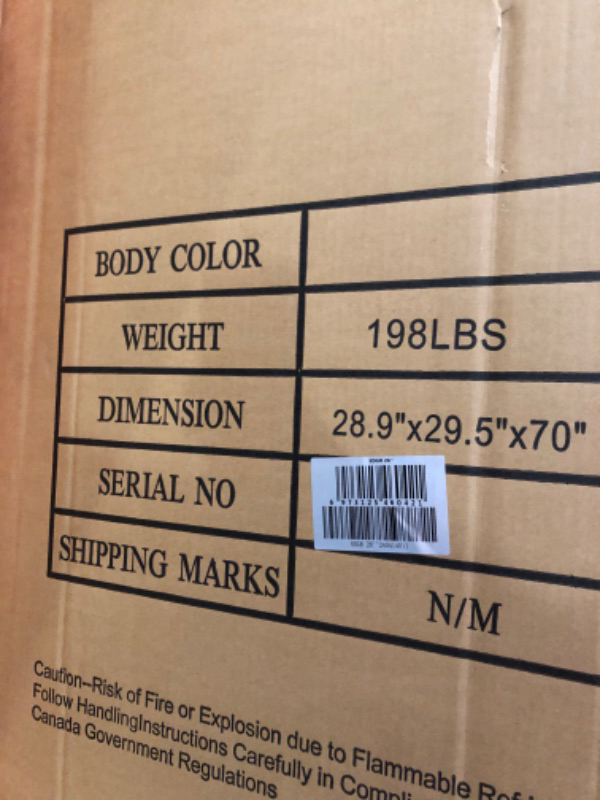 BODY COLOR
WEIGHT 198LBS
DIMENSION 28.9"x29.5"x70"
SERIAL NO
SHIPPING MARKS N/M
Caution--Risk of Fire or Explosion due to Flammable
Follow HandlingInstructions Carefully in
Canada Government Regulations